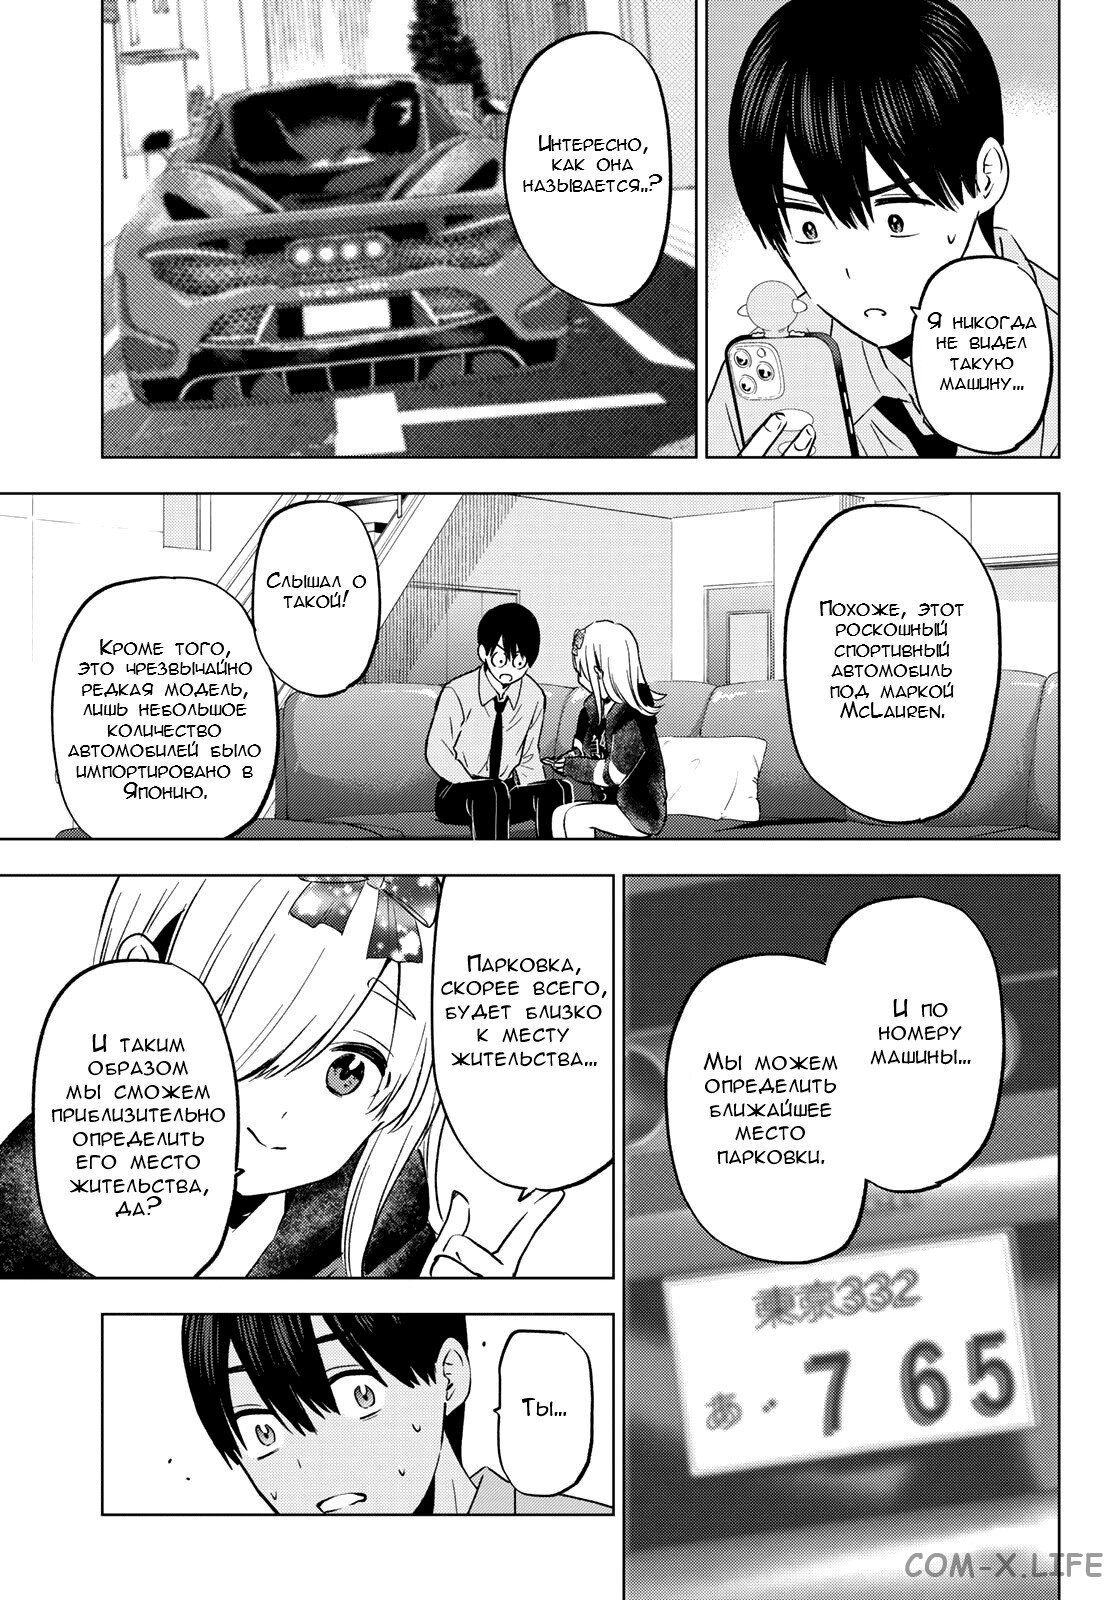 Я НИКОГДА
НЕ ВИДЕЛ
ТАКУЮ
МАШИНУ...
ИНТЕРЕСНО,
КАК ОНА
НАЗЫВАЕТСЯ..?
ПОХОЖЕ, ЭТОТ
РОСКОШНЫЙ
СПОРТИВНЫЙ
АВТОМОБИЛЬ
ПОД МАРКОЙ
MCLAUREN.
СЛЫШАЛ О
ТАКОЙ!
КРОМЕ ТОГО,
ЭТО ЧРЕЗВЫЧАЙНО
РЕДКАЯ МОДЕЛЬ,
ЛИШЬ НЕБОЛЬШОЕ
КОЛИЧЕСТВО
АВТОМОБИЛЕЙ БЫЛО
ИМПОРТИРОВАНО В
ЯПОНИЮ.
И ПО
НОМЕРУ
МАШИНЫ...
МЫ МОЖЕМ
ОПРЕДЕЛИТЬ
БЛИЖАЙШЕЕ
МЕСТО
ПАРКОВКИ.
東京332
あ・765
ПАРКОВКА,
СКОРЕЕ ВСЕГО,
БУДЕТ БЛИЗКО
К МЕСТУ
ЖИТЕЛЬСТВА...
И ТАКИМ
ОБРАЗОМ
МЫ СМОЖЕМ
ПРИБЛИЗИТЕЛЬНО
ОПРЕДЕЛИТЬ
ЕГО МЕСТО
ЖИТЕЛЬСТВА,
ДА?
ТЫ...
COM-X.LIFE